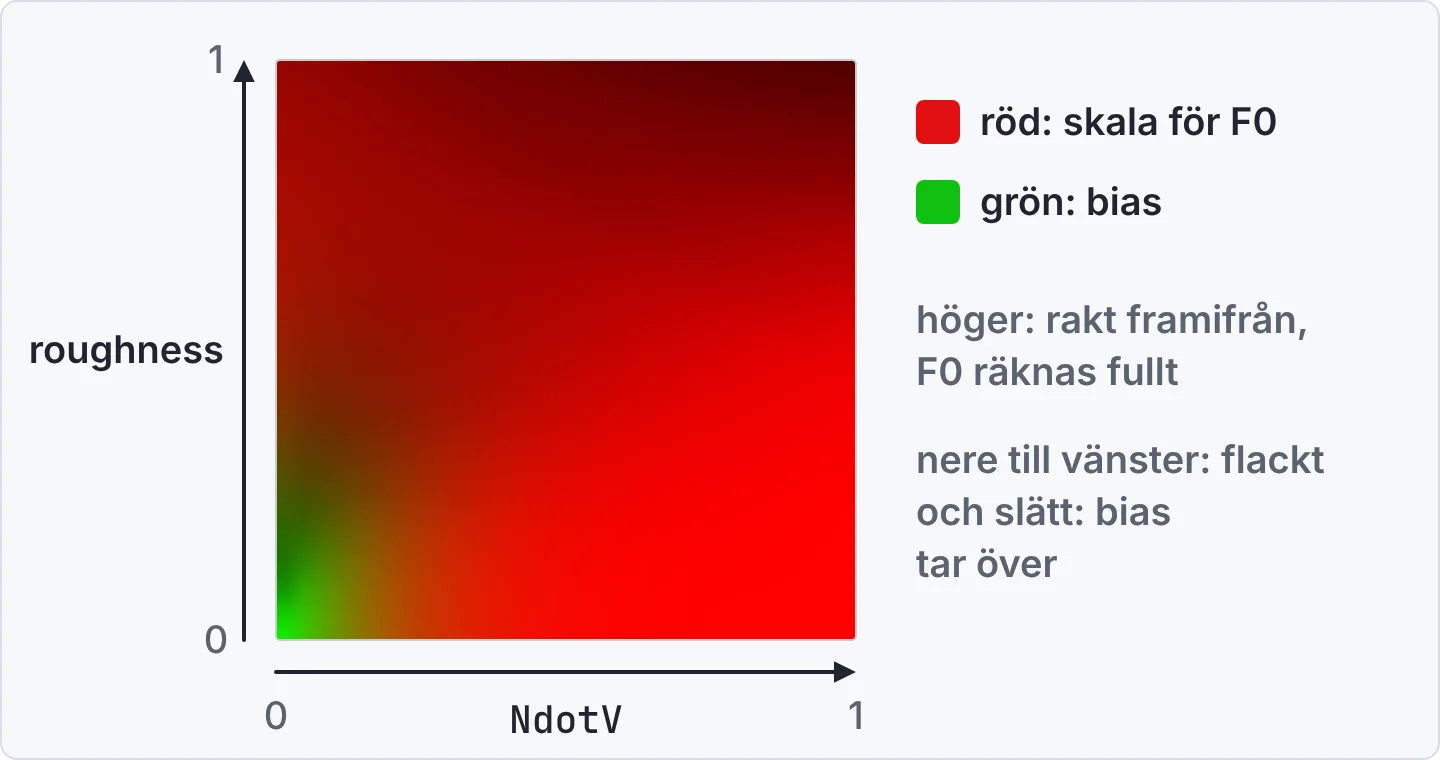 1
roughness
0
0
NdotV
1
röd: skala för F0
grön: bias
höger: rakt framifrån,
F0 räknas fullt
nere till vänster: flackt
och slätt: bias
tar över